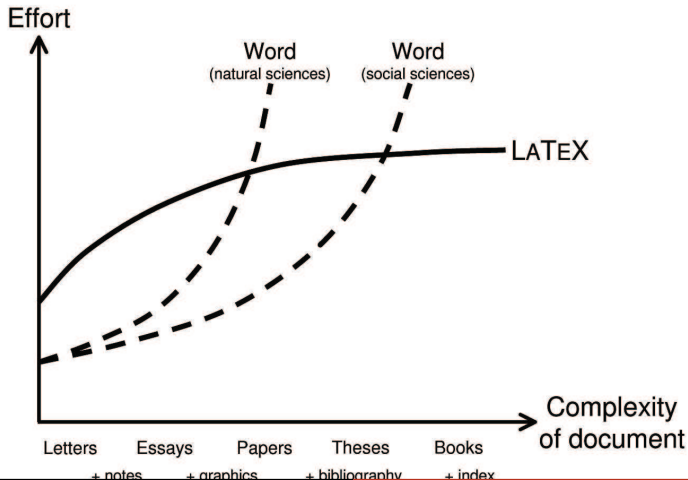 Effort
Word
(natural sciences)
Word
(social sciences)
LATEX
Complexity
of document
Letters Essays Papers Theses Books
+ notes + graphics + bibliography + index